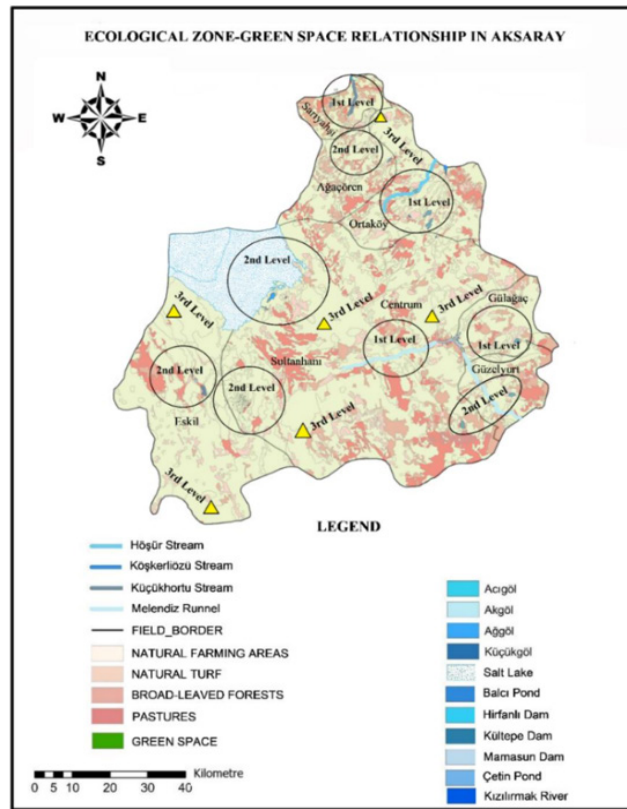 ECOLOGICAL ZONE-GREEN SPACE RELATIONSHIP IN AKSARAY
N
W E
S
1st Level
Sarıyahşi
3rd Level
2nd Level
Ağaçören
1st Level
Ortaköy
2nd Level
3rd Level
3rd Level
Centrum
3rd Level
Gülağaç
1st Level
1st Level
Sultanhanı
Güzelyurt
2nd Level
2nd Level
2nd Level
Eskil
3rd Level
3rd Level
LEGEND
Höşür Stream
Köşkerliözü Stream
Küçükhortu Stream
Melendiz Runnel
FIELD_BORDER
NATURAL FARMING AREAS
NATURAL TURF
BROAD-LEAVED FORESTS
PASTURES
GREEN SPACE
0 5 10 20 30 40 Kilometre
Acıgöl
Akgöl
Ağgöl
Küçükgöl
Salt Lake
Balcı Pond
Hirfanlı Dam
Kültepe Dam
Mamasun Dam
Çetin Pond
Kızılırmak River